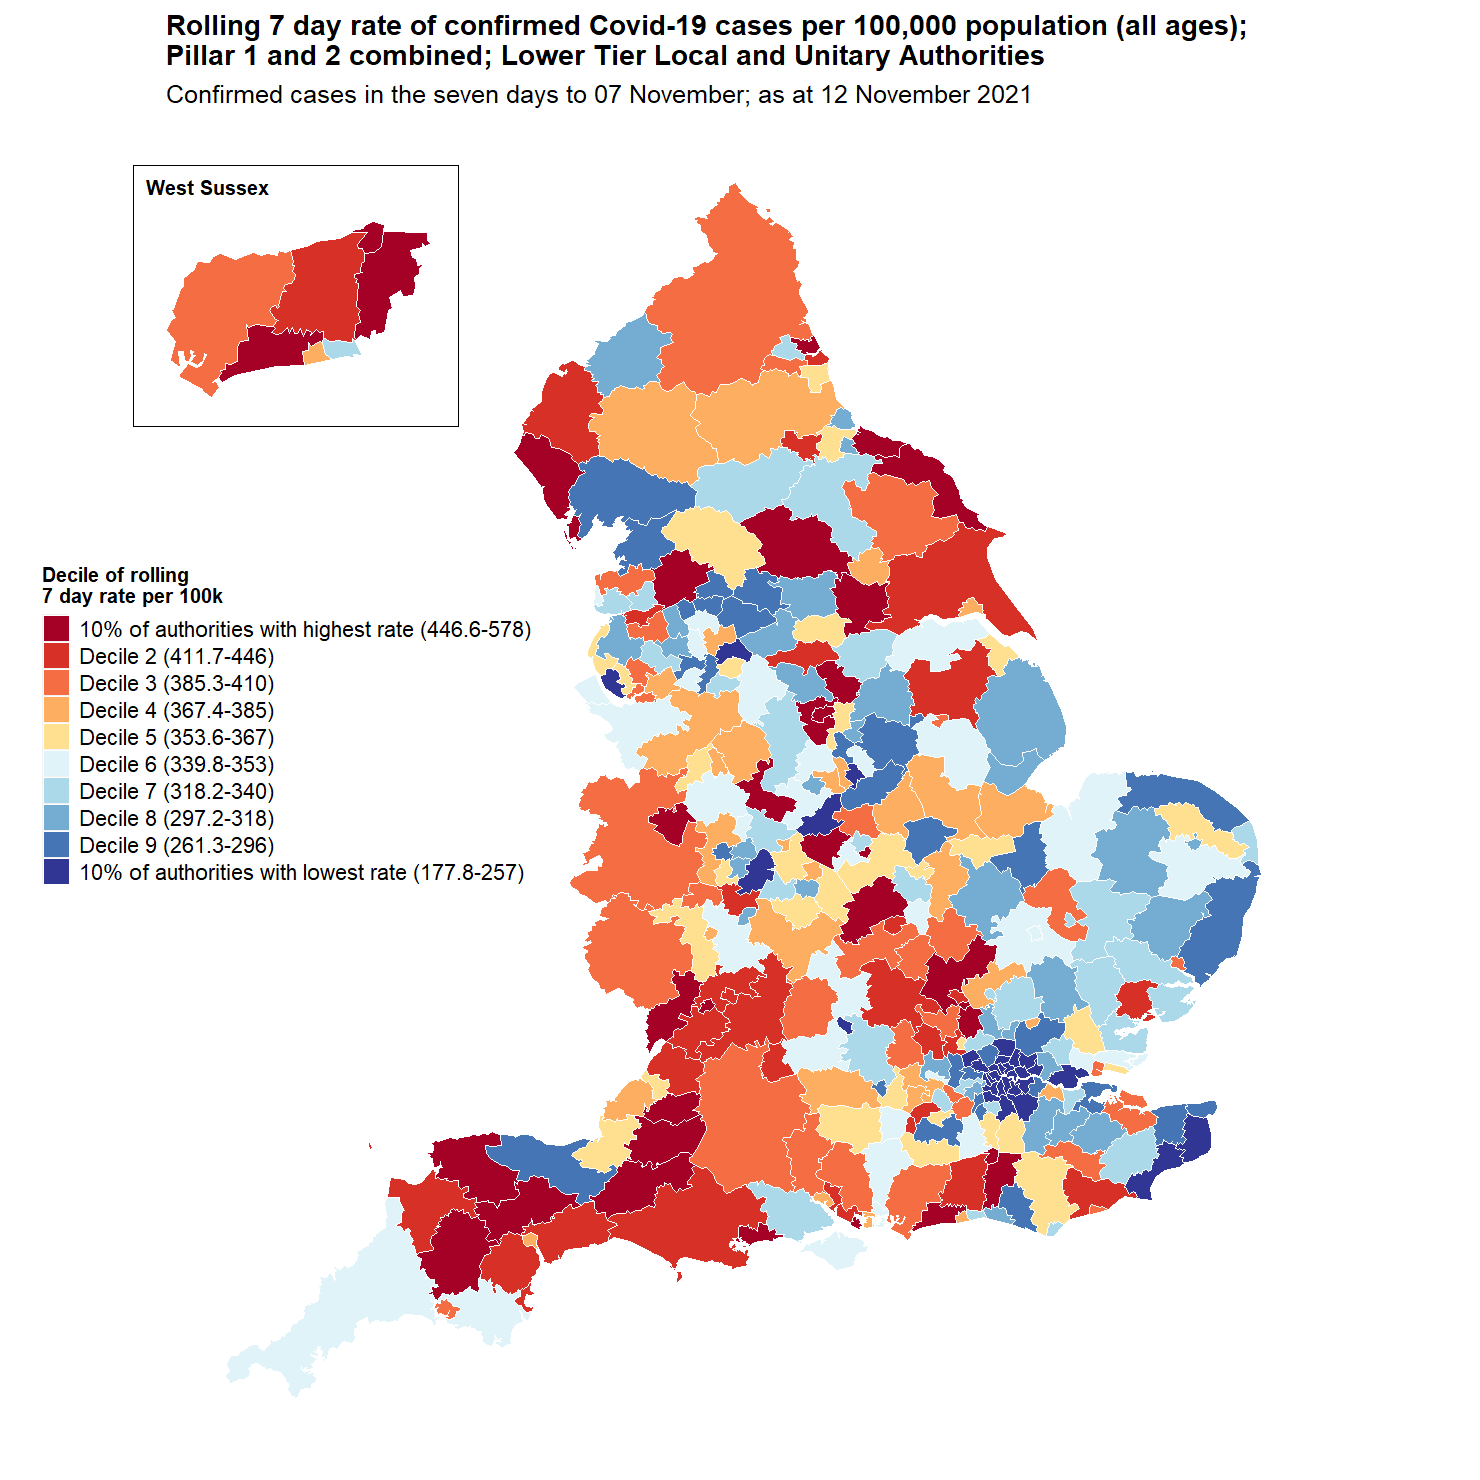 Rolling 7 day rate of confirmed Covid-19 cases per 100,000 population (all ages);
Pillar 1 and 2 combined; Lower Tier Local and Unitary Authorities
Confirmed cases in the seven days to 07 November; as at 12 November 2021
West Sussex
Decile of rolling
7 day rate per 100k
10% of authorities with highest rate (446.6-578)
Decile 2 (411.7-446)
Decile 3 (385.3-410)
Decile 4 (367.4-385)
Decile 5 (353.6-367)
Decile 6 (339.8-353)
Decile 7 (318.2-340)
Decile 8 (297.2-318)
Decile 9 (261.3-296)
10% of authorities with lowest rate (177.8-257)